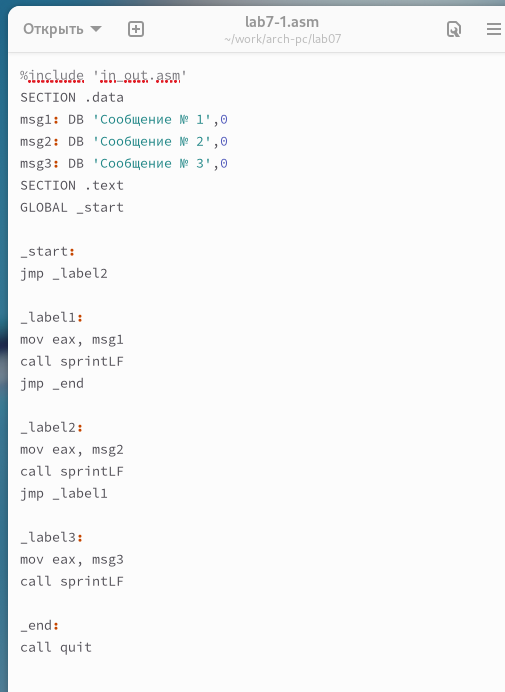 Открыть
lab7-1.asm
~/work/arch-pc/lab07
%include 'in_out.asm'
SECTION .data
msg1: DB 'Сообщение № 1',0
msg2: DB 'Сообщение № 2',0
msg3: DB 'Сообщение № 3',0
SECTION .text
GLOBAL _start
_start:
jmp _label2
_label1:
mov eax, msg1
call sprintLF
jmp _end
_label2:
mov eax, msg2
call sprintLF
jmp _label1
_label3:
mov eax, msg3
call sprintLF
_end:
call quit